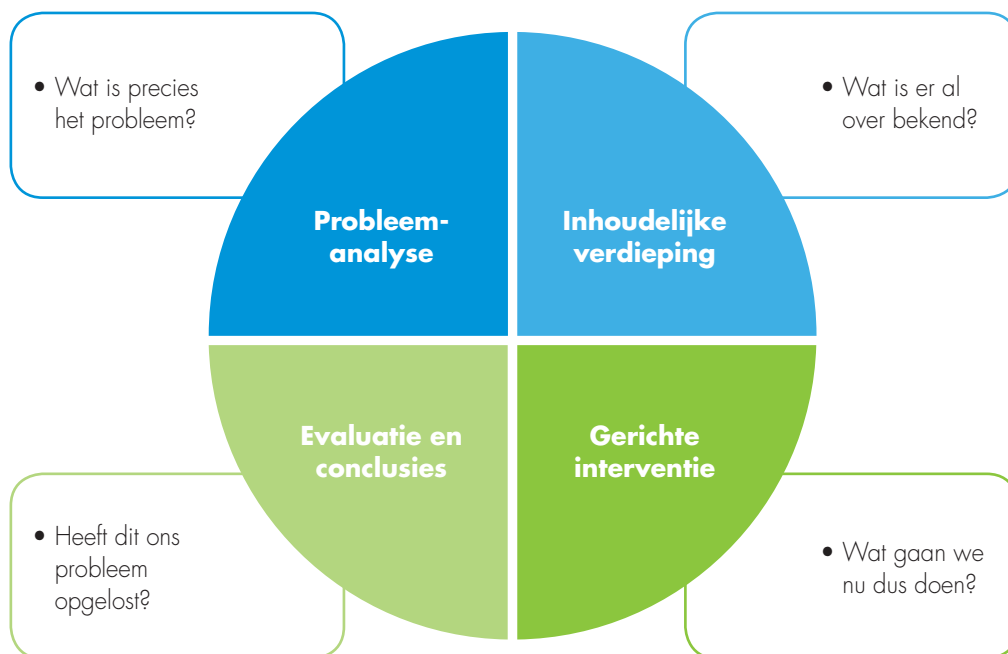 • Wat is precies
het probleem?
• Wat is er al
over bekend?
Probleem-
analyse
Inhoudelijke
verdieping
Evaluatie en
conclusies
Gerichte
interventie
• Heeft dit ons
probleem
opgelost?
• Wat gaan we
nu dus doen?